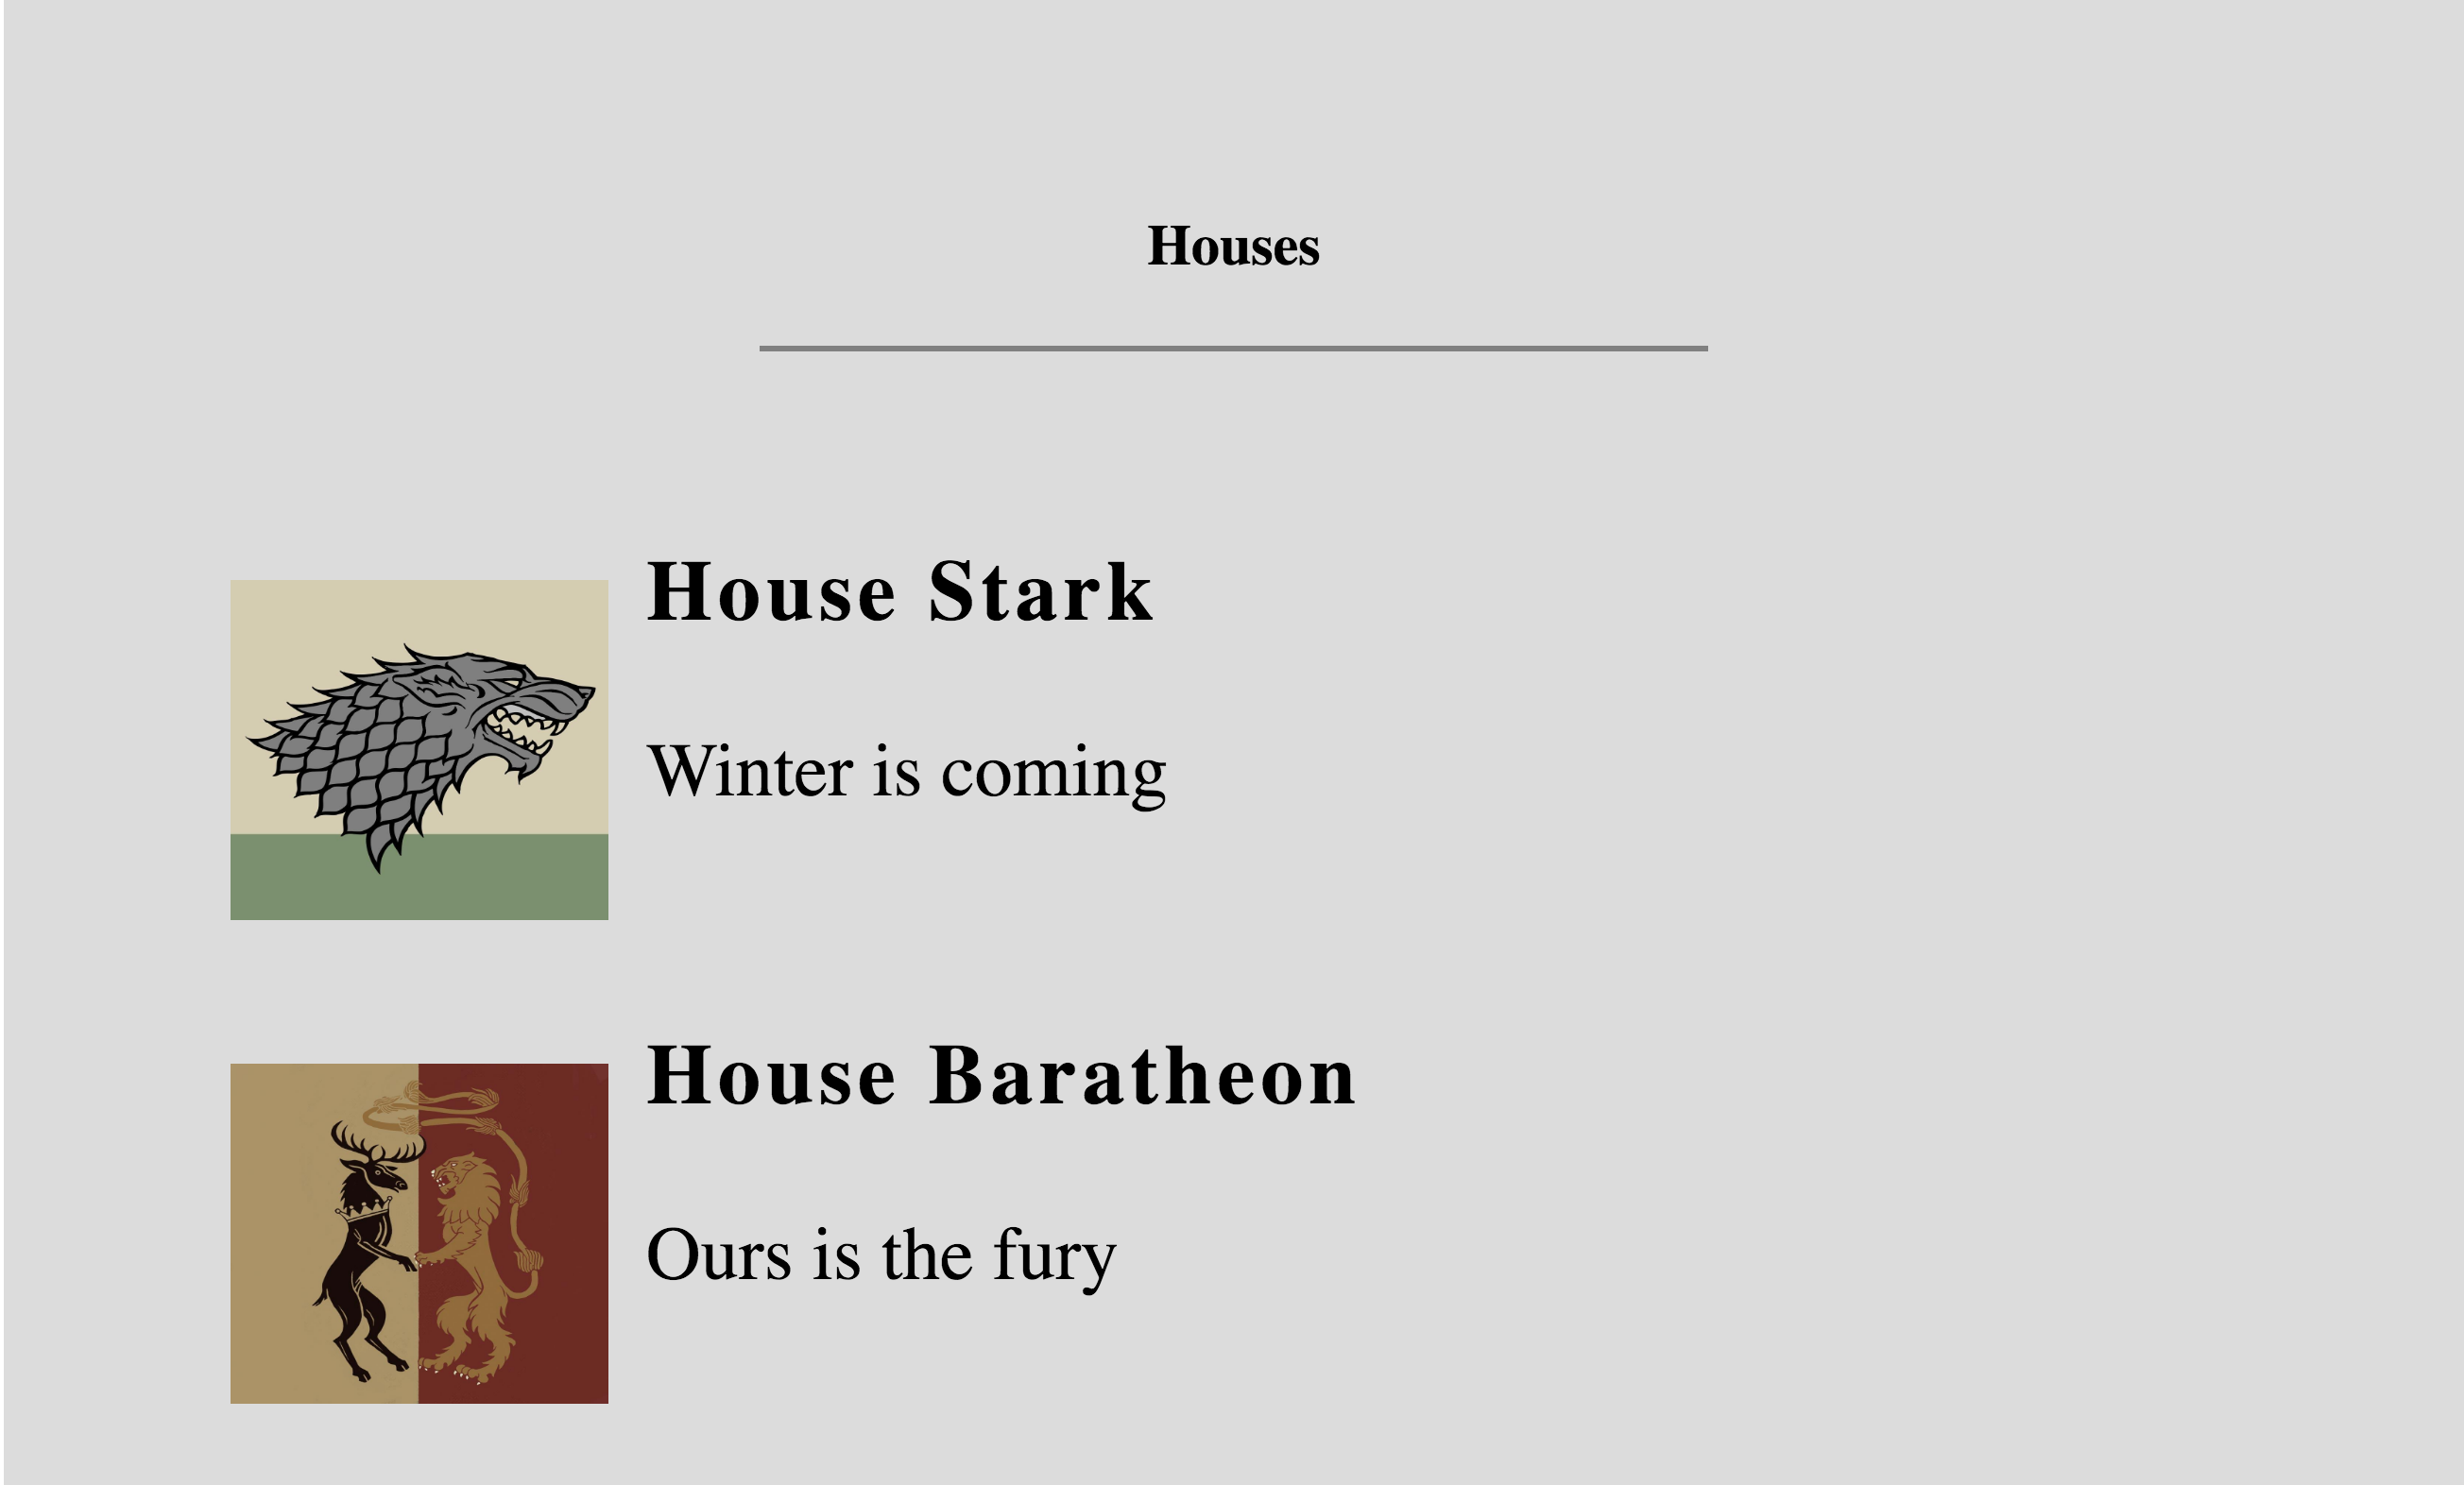 Houses
House Stark
Winter is coming
House Baratheon
Ours is the fury